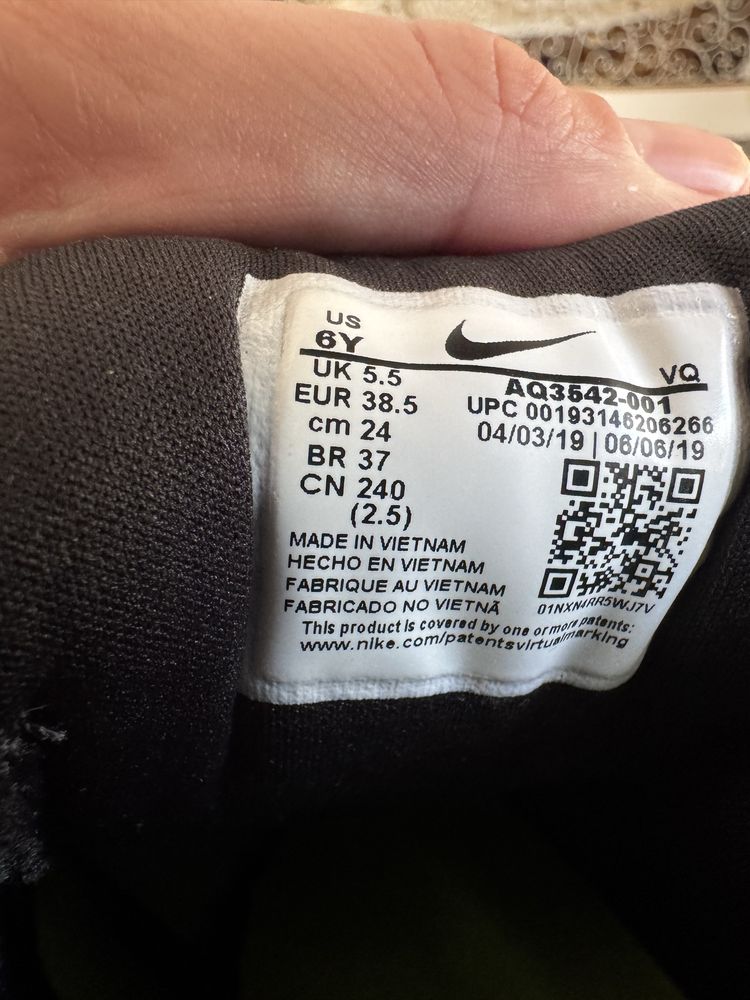 US
6Y
UK 5.5
EUR 38.5
cm 24
BR 37
CN 240
(2.5)
VQ
AQ3542-001
UPC 00193146206266
04/03/19 | 06/06/19
01NXN4RR5WJ7V
MADE IN VIETNAM
HECHO EN VIETNAM
FABRIQUE AU VIETNAM
FABRICADO NO VIETNÃ
This product is covered by one or more patents:
www.nike.com/patentsvirtualmarking